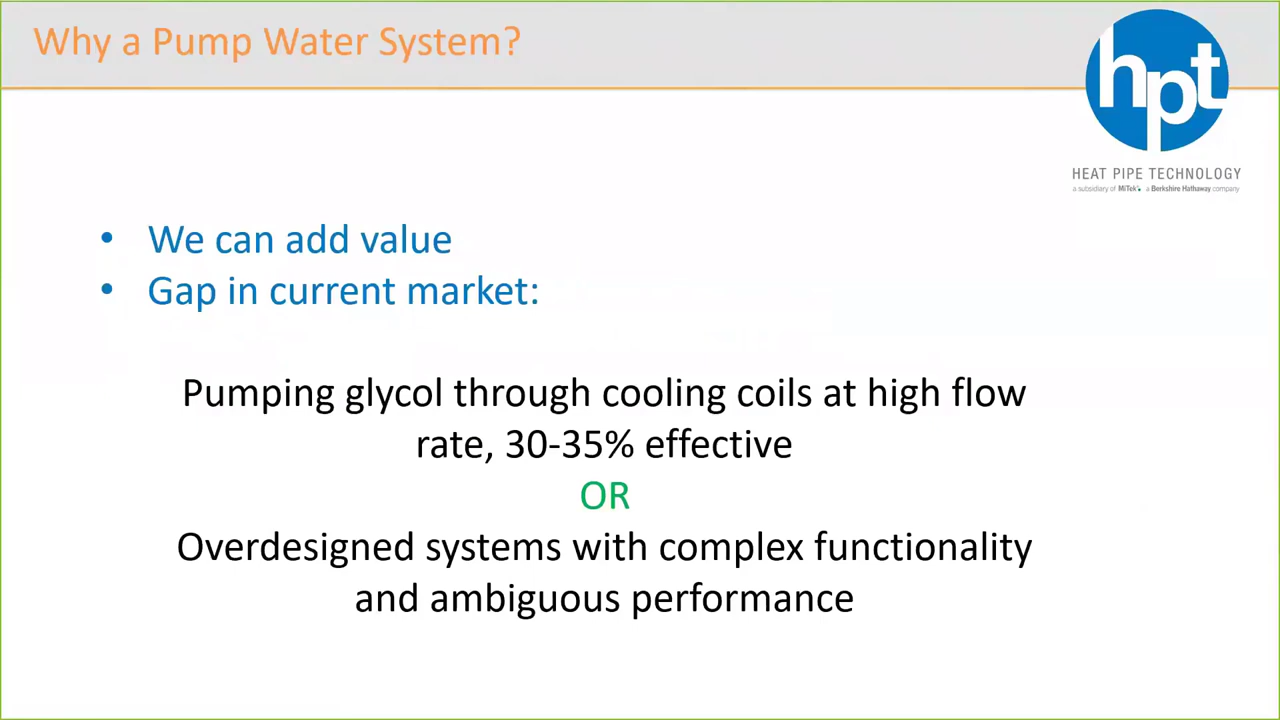 Why a Pump Water System?
hpt
HEAT PIPE TECHNOLOGY
a subsidiary of MiTek a Berkshire Hathaway company
• We can add value
• Gap in current market:
Pumping glycol through cooling coils at high flow
rate, 30-35% effective
OR
Overdesigned systems with complex functionality
and ambiguous performance